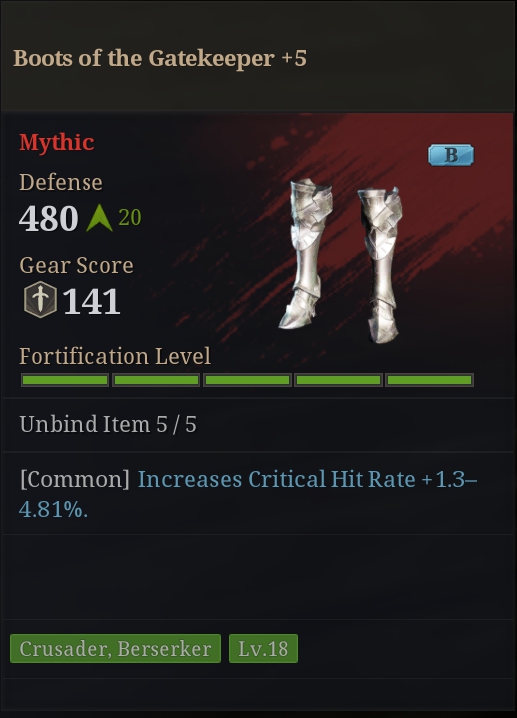 Boots of the Gatekeeper +5
Mythic
B
Defense
480 20
Gear Score
141
Fortification Level
Unbind Item 5 / 5
[Common] Increases Critical Hit Rate +1.3–
4.81%.
Crusader, Berserker Lv.18